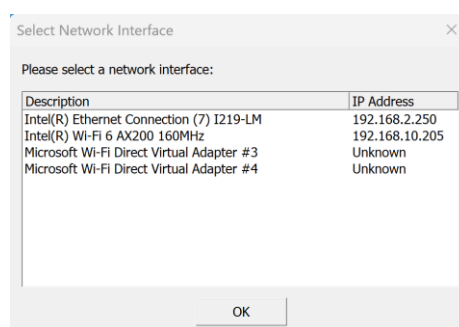 Select Network Interface
Please select a network interface:
Description IP Address
Intel(R) Ethernet Connection (7) I219-LM 192.168.2.250
Intel(R) Wi-Fi 6 AX200 160MHz 192.168.10.205
Microsoft Wi-Fi Direct Virtual Adapter #3 Unknown
Microsoft Wi-Fi Direct Virtual Adapter #4 Unknown
OK